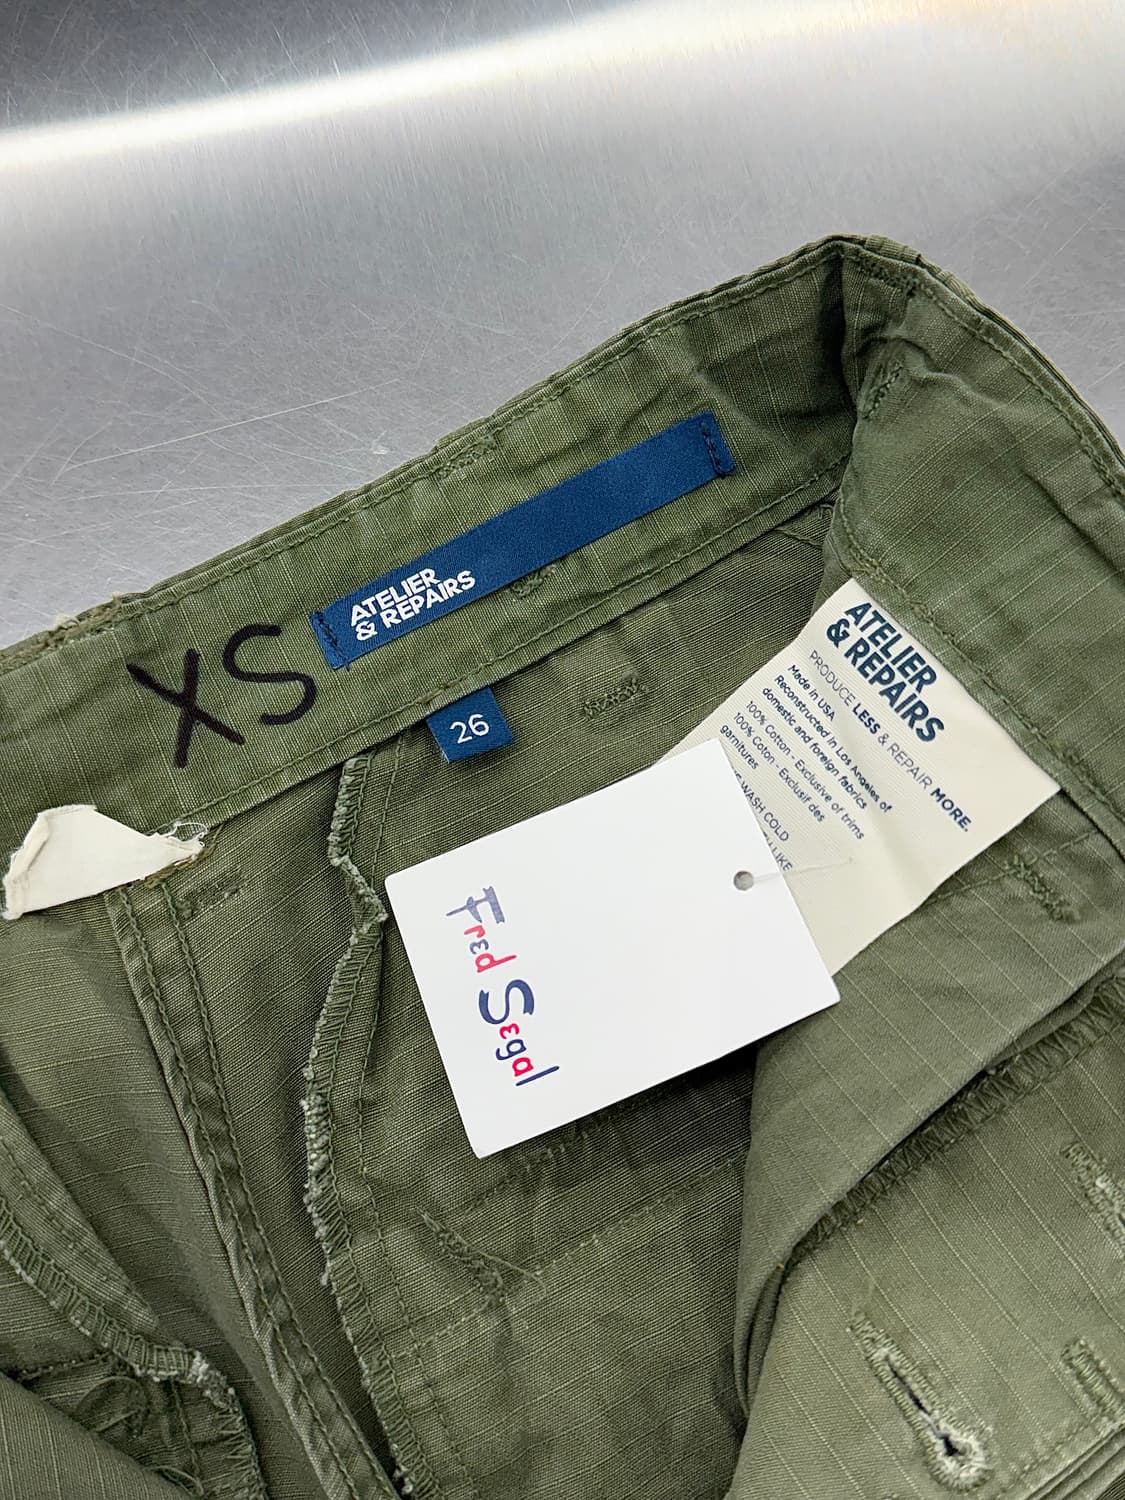 XS
ATELIER
& REPAIRS
26
ATELIER
& REPAIRS
PRODUCE LESS & REPAIR MORE.
Made in USA
Reconstructed in Los Angeles of
domestic and foreign fabrics
100% Cotton - Exclusive of trims
100% Coton - Exclusif des
garnitures
WASH COLD
LIKE
Fred Segal